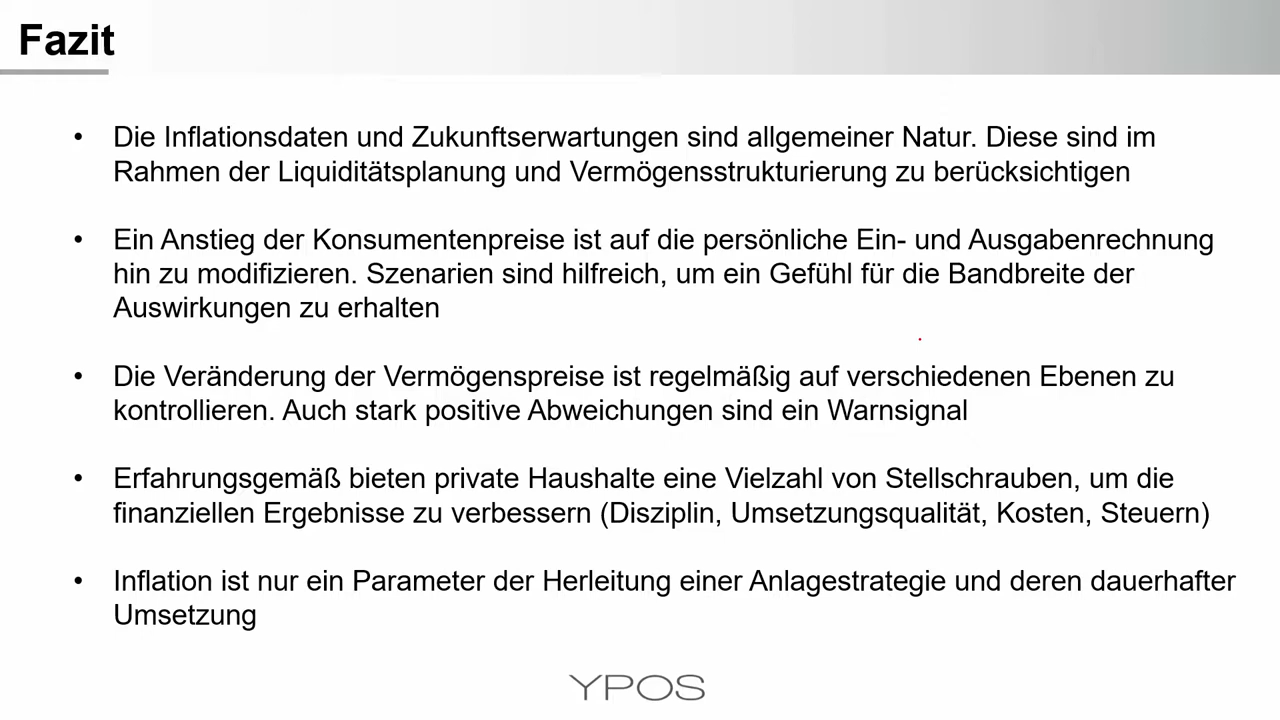 Fazit
• Die Inflationsdaten und Zukunftserwartungen sind allgemeiner Natur. Diese sind im
Rahmen der Liquiditätsplanung und Vermögensstrukturierung zu berücksichtigen
• Ein Anstieg der Konsumentenpreise ist auf die persönliche Ein- und Ausgabenrechnung
hin zu modifizieren. Szenarien sind hilfreich, um ein Gefühl für die Bandbreite der
Auswirkungen zu erhalten
• Die Veränderung der Vermögenspreise ist regelmäßig auf verschiedenen Ebenen zu
kontrollieren. Auch stark positive Abweichungen sind ein Warnsignal
• Erfahrungsgemäß bieten private Haushalte eine Vielzahl von Stellschrauben, um die
finanziellen Ergebnisse zu verbessern (Disziplin, Umsetzungsqualität, Kosten, Steuern)
• Inflation ist nur ein Parameter der Herleitung einer Anlagestrategie und deren dauerhafter
Umsetzung
YPOS